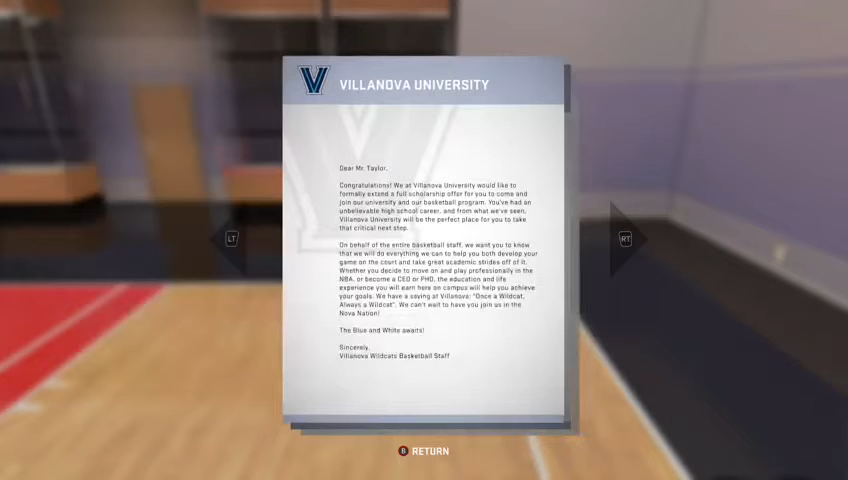 V VILLANOVA UNIVERSITY
Dear Mr. Taylor,
Congratulations! We at Villanova University would like to
formally extend a full scholarship offer for you to come and
join our university and our basketball program. You've had an
unbelievable high school career, and from what we've seen,
Villanova University will be the perfect place for you to take
that critical next step.
On behalf of the entire basketball staff, we want you to know
that we will do everything we can to help you both develop your
game on the court and take great academic strides off of it.
Whether you decide to move on and play professionally in the
NBA, or become a CEO or PHD, the education and life
experience you will earn here on campus will help you achieve
your goals. We have a saying at Villanova: "Once a Wildcat,
Always a Wildcat". We can't wait to have you join us in the
Nova Nation!
The Blue and White awaits!
Sincerely,
Villanova Wildcats Basketball Staff
LT
RT
B RETURN